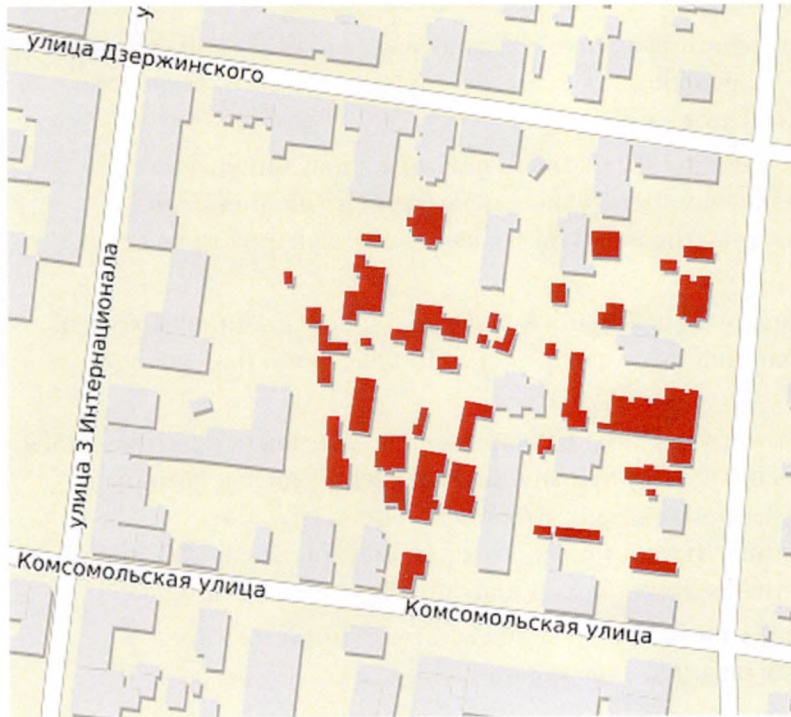 у
улица Дзержинского
улица 3 Интернационала
Комсомольская улица
Комсомольская улица